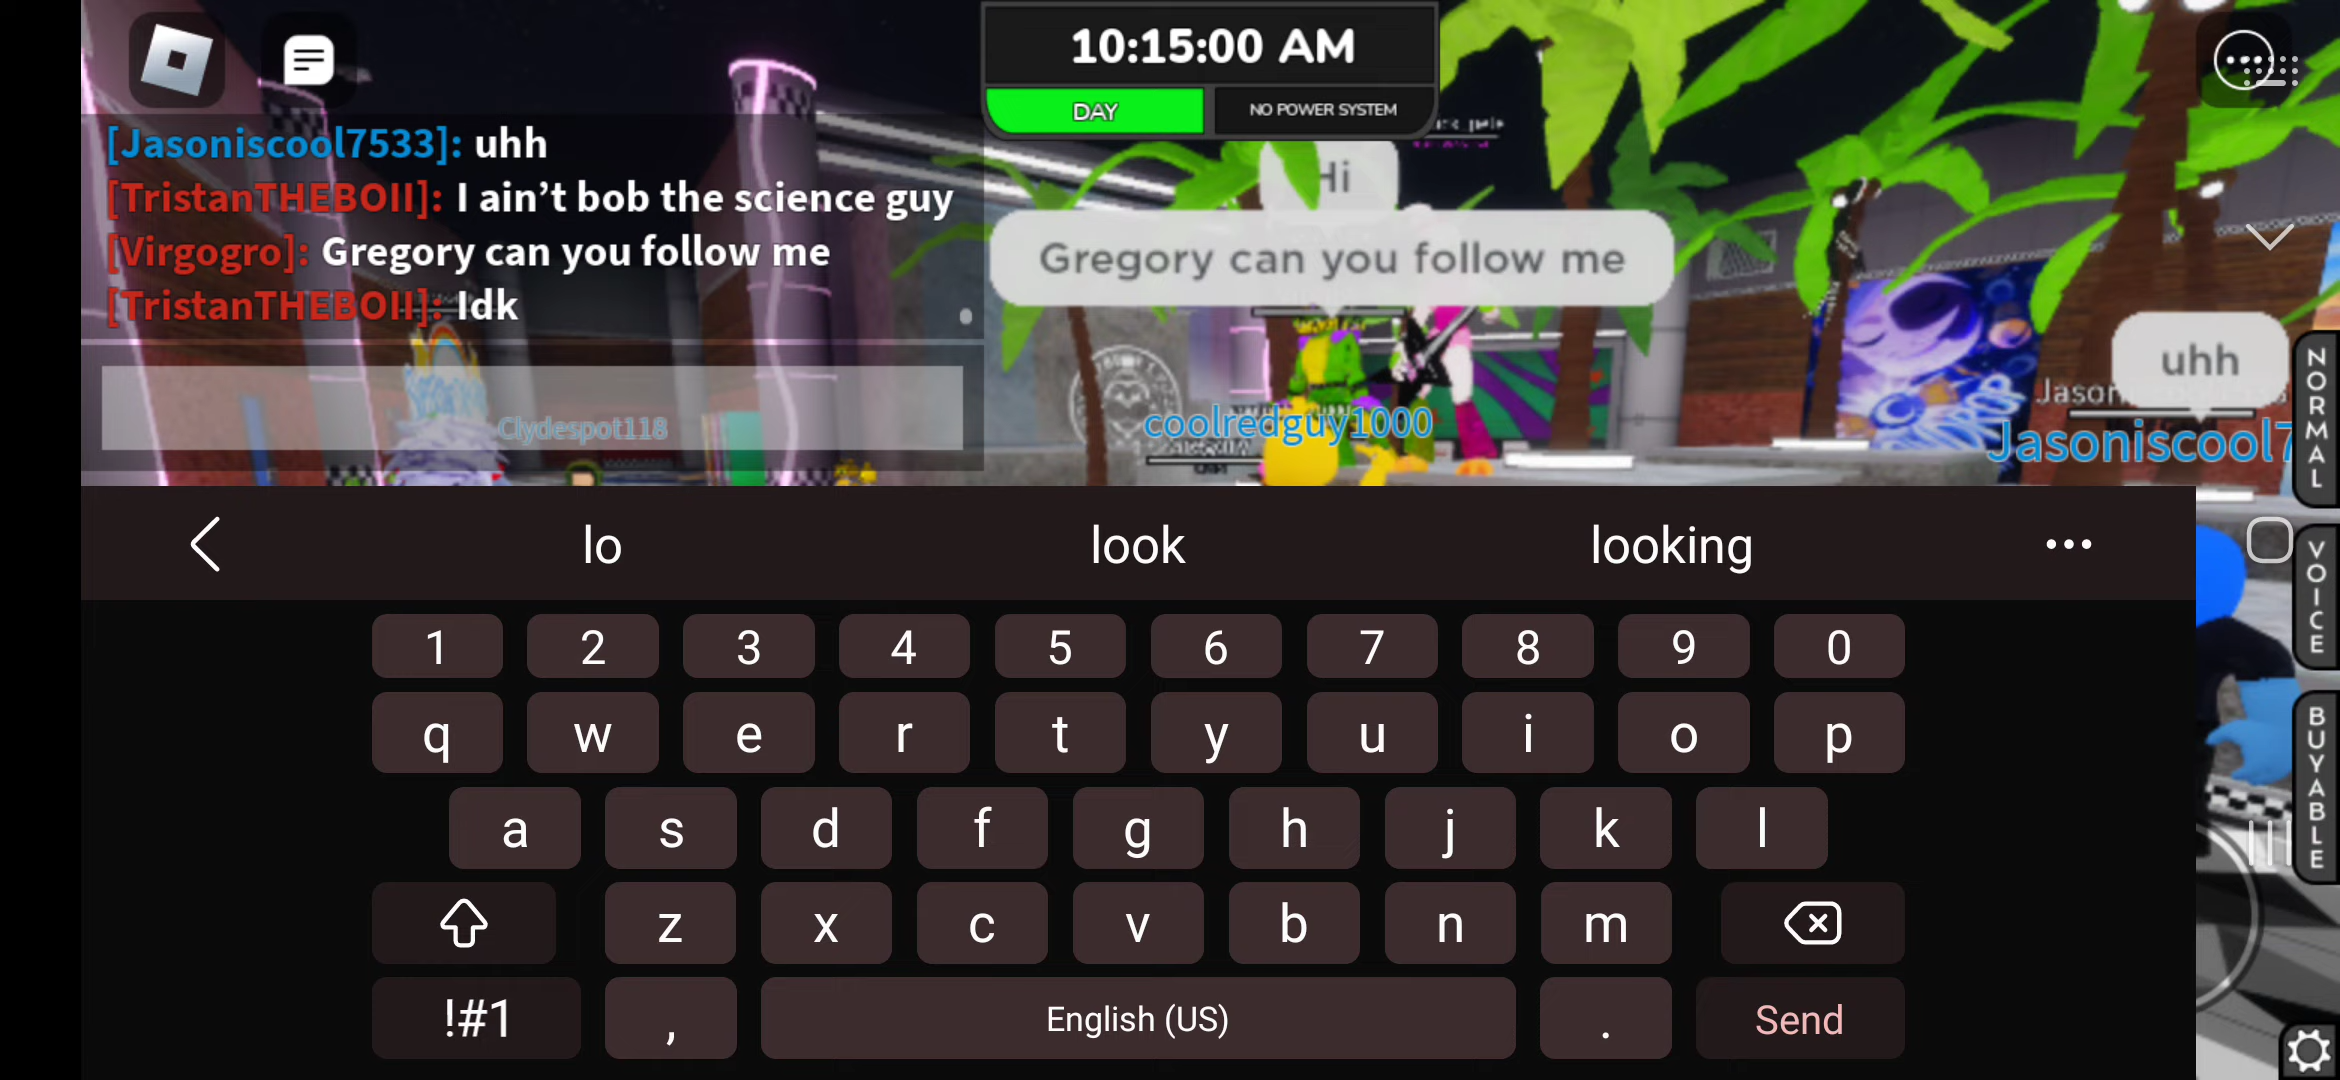 10:15:00 AM
DAY
NO POWER SYSTEM
[Jasoniscool7533]: uhh
[TristanTHEBOII]: I ain't bob the science guy
[Virgogro]: Gregory can you follow me
[TristanTHEBOII]: Idk
Hi
Gregory can you follow me
uhh
Clydespot118
coolredguy1000
Jason
Jasoniscool7
NORMAL
VOICE
BUYABLE
lo look looking
1 2 3 4 5 6 7 8 9 0
q w e r t y u i o p
a s d f g h j k l
z x c v b n m
!#1 , English (US) . Send